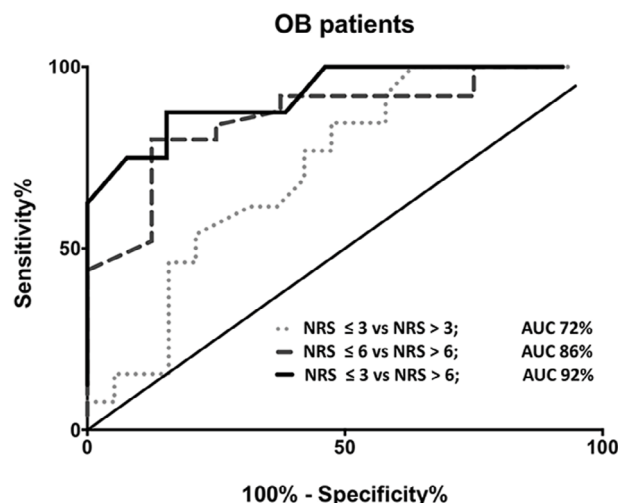 OB patients
100
50
0
Sensitivity%
NRS ≤ 3 vs NRS > 3; AUC 72%
NRS ≤ 6 vs NRS > 6; AUC 86%
NRS ≤ 3 vs NRS > 6; AUC 92%
0 50 100
100% - Specificity%